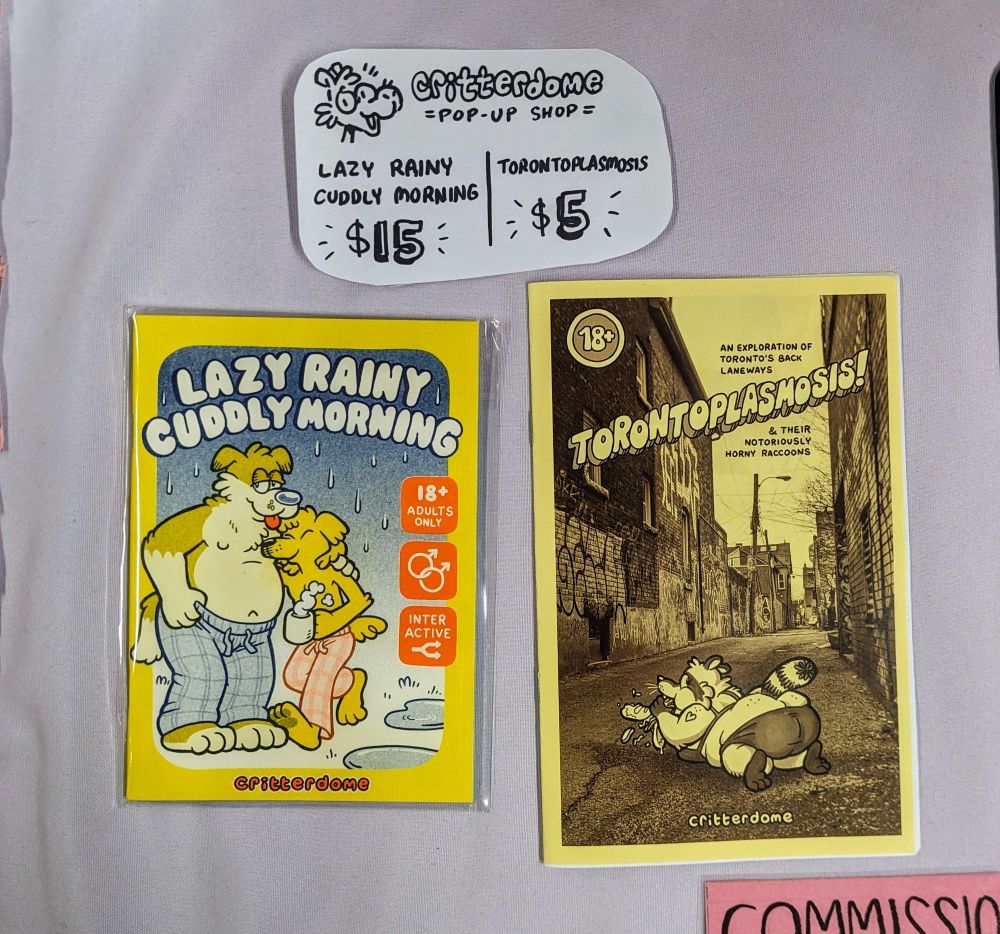 critterdome
=POP-UP SHOP=
LAZY RAINY
CUDDLY MORNING
$15
TORONTOPLASMOSIS
$5
LAZY RAINY
CUDDLY MORNING
18+
ADULTS
ONLY
INTER
ACTIVE
critterdome
18+
AN EXPLORATION OF
TORONTO'S BACK
LANEWAYS
TORONTOPLASMOSIS!
& THEIR
NOTORIOUSLY
HORNY RACCOONS
critterdome